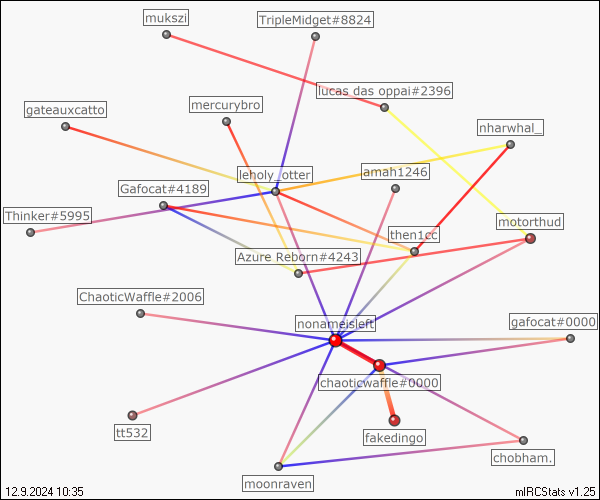 mukszi
TripleMidget#8824
lucas das oppai#2396
gateauxcatto
mercurybro
nharwhal_
leholy_otter
amah1246
Gafocat#4189
Thinker#5995
motorthud
then1cc
Azure Reborn#4243
ChaoticWaffle#2006
nonameisleft
gafocat#0000
chaoticwaffle#0000
tt532
fakedingo
chobham.
moonraven
12.9.2024 10:35
mIRCStats v1.25